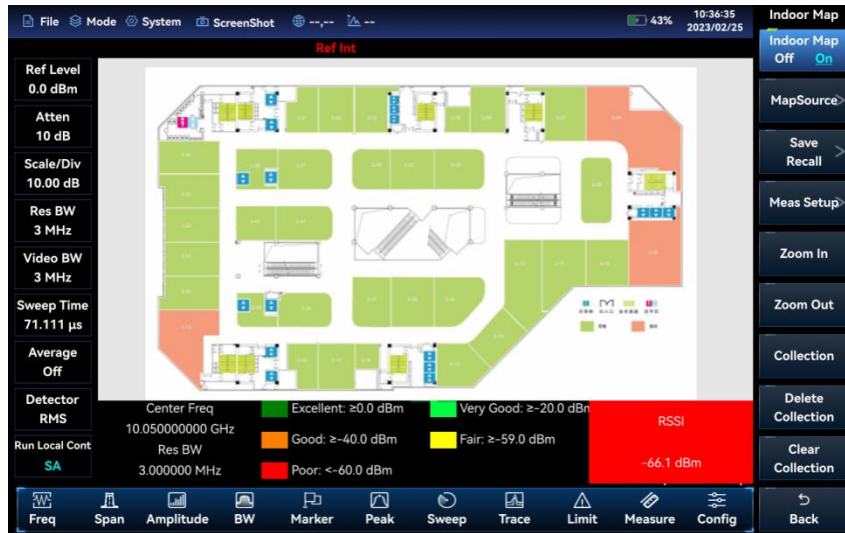 File Mode System ScreenShot --,-- -- 43% 10:36:35 2023/02/25
Ref Int
Indoor Map
Indoor Map
Off On
MapSource>
Save
Recall >
Meas Setup>
Zoom In
Zoom Out
Collection
Delete
Collection
Clear
Collection
Back
Ref Level
0.0 dBm
Atten
10 dB
Scale/Div
10.00 dB
Res BW
3 MHz
Video BW
3 MHz
Sweep Time
71.111 μs
Average
Off
Detector
RMS
Run Local Cont
SA
Center Freq
10.050000000 GHz
Res BW
3.000000 MHz
Excellent: ≥0.0 dBm
Very Good: ≥-20.0 dBm
Good: ≥-40.0 dBm
Fair: ≥-59.0 dBm
Poor: <-60.0 dBm
RSSI
-66.1 dBm
Freq Span Amplitude BW Marker Peak Sweep Trace Limit Measure Config